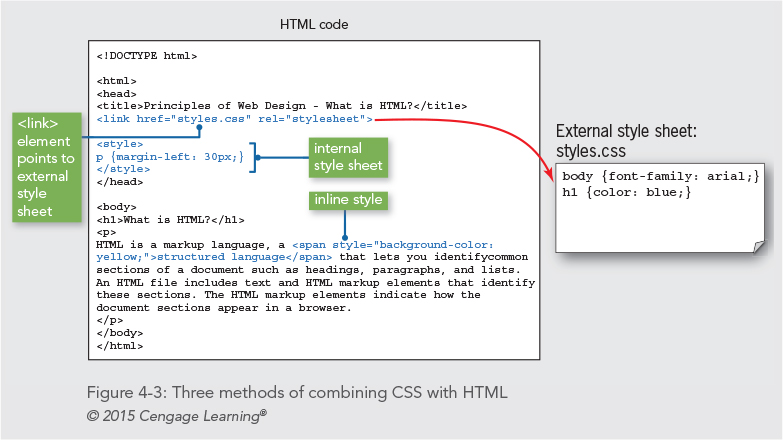 HTML code
<!DOCTYPE html>
<html>
<head>
<title>Principles of Web Design - What is HTML?</title>
<link href="styles.css" rel="stylesheet">
<style>
p {margin-left: 30px;}
</style>
</head>
<body>
<h1>What is HTML?</h1>
<p>
HTML is a markup language, a <span style="background-color:
yellow;">structured language</span> that lets you identifycommon
sections of a document such as headings, paragraphs, and lists.
An HTML file includes text and HTML markup elements that identify
these sections. The HTML markup elements indicate how the
document sections appear in a browser.
</p>
</body>
</html>
<link>
element
points to
external
style
sheet
internal
style sheet
inline style
External style sheet:
styles.css
body {font-family: arial;}
h1 {color: blue;}
Figure 4-3: Three methods of combining CSS with HTML
© 2015 Cengage Learning®